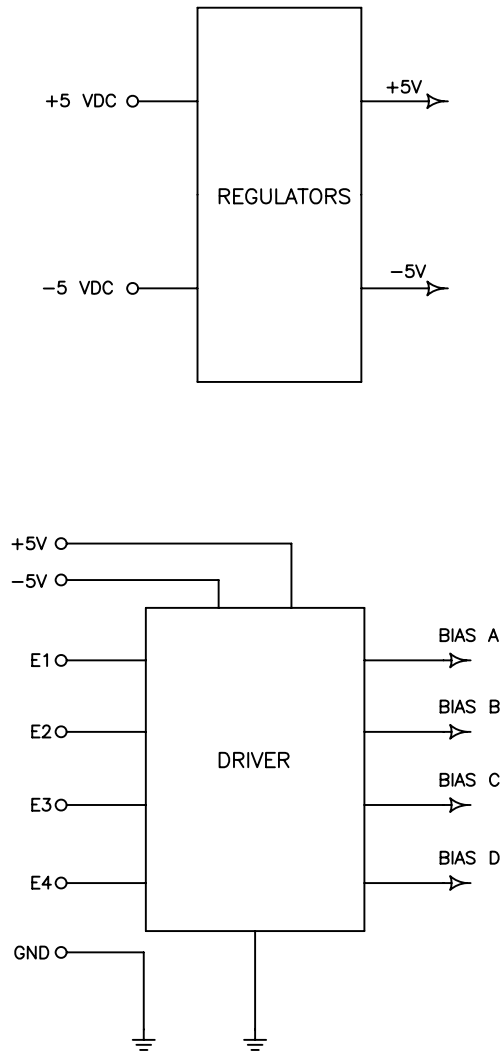 +5 VDC
+5V
REGULATORS
-5 VDC
-5V
+5V
-5V
E1
BIAS A
E2
BIAS B
DRIVER
E3
BIAS C
E4
BIAS D
GND